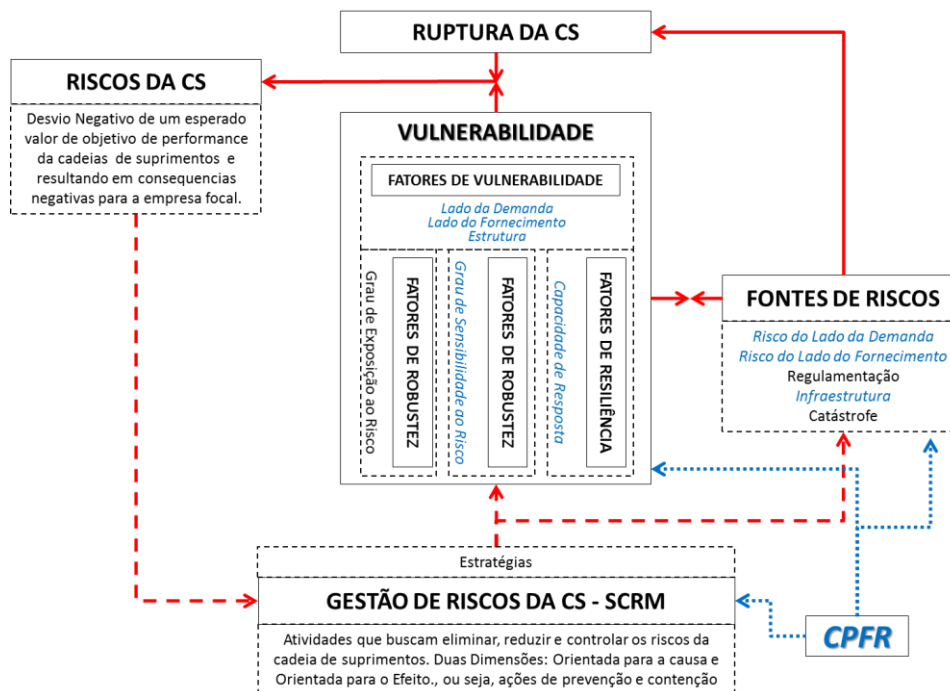 RUPTURA DA CS
RISCOS DA CS
Desvio Negativo de um esperado
valor de objetivo de performance
da cadeias de suprimentos e
resultando em consequencias
negativas para a empresa focal.
VULNERABILIDADE
FATORES DE VULNERABILIDADE
Lado da Demanda
Lado do Fornecimento
Estrutura
Grau de Exposição ao Risco
FATORES DE ROBUSTEZ
Grau de Sensibilidade ao Risco
FATORES DE ROBUSTEZ
Capacidade de Resposta
FATORES DE RESILIÊNCIA
FONTES DE RISCOS
Risco do Lado da Demanda
Risco do Lado do Fornecimento
Regulamentação
Infraestrutura
Catástrofe
Estratégias
GESTÃO DE RISCOS DA CS - SCRM
Atividades que buscam eliminar, reduzir e controlar os riscos da
cadeia de suprimentos. Duas Dimensões: Orientada para a causa e
Orientada para o Efeito., ou seja, ações de prevenção e contenção
CPFR